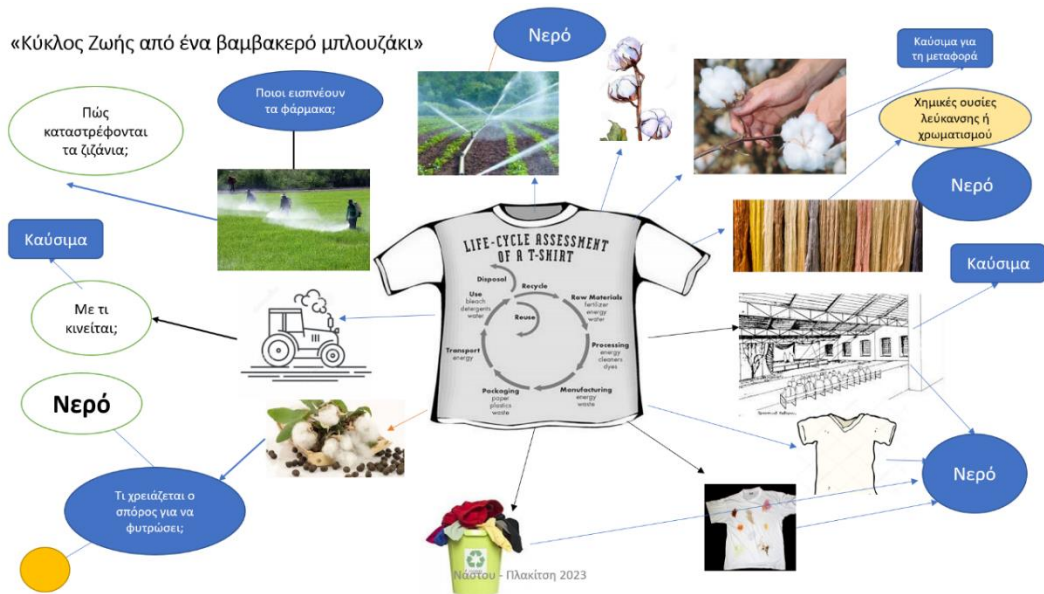 «Κύκλος Ζωής από ένα βαμβακερό μπλουζάκι»
Νερό
Καύσιμα για
τη μεταφορά
Ποιοι εισπνέουν
τα φάρμακα;
Πώς
καταστρέφονται
τα ζιζάνια;
Χημικές ουσίες
λεύκανσης ή
χρωματισμού
Νερό
Καύσιμα
Καύσιμα
Με τι
κινείται;
LIFE-CYCLE ASSESSMENT
OF A T-SHIRT
Disposal
Recycle
Use
bleach
detergents
water
Reuse
Raw Materials
fertilizer
energy
water
Transport
energy
Processing
energy
cleaners
dyes
Packaging
paper
plastics
waste
Manufacturing
energy
waste
Νερό
Τι χρειάζεται ο
σπόρος για να
φυτρώσει;
Νερό
Νάστου - Πλακίτση 2023